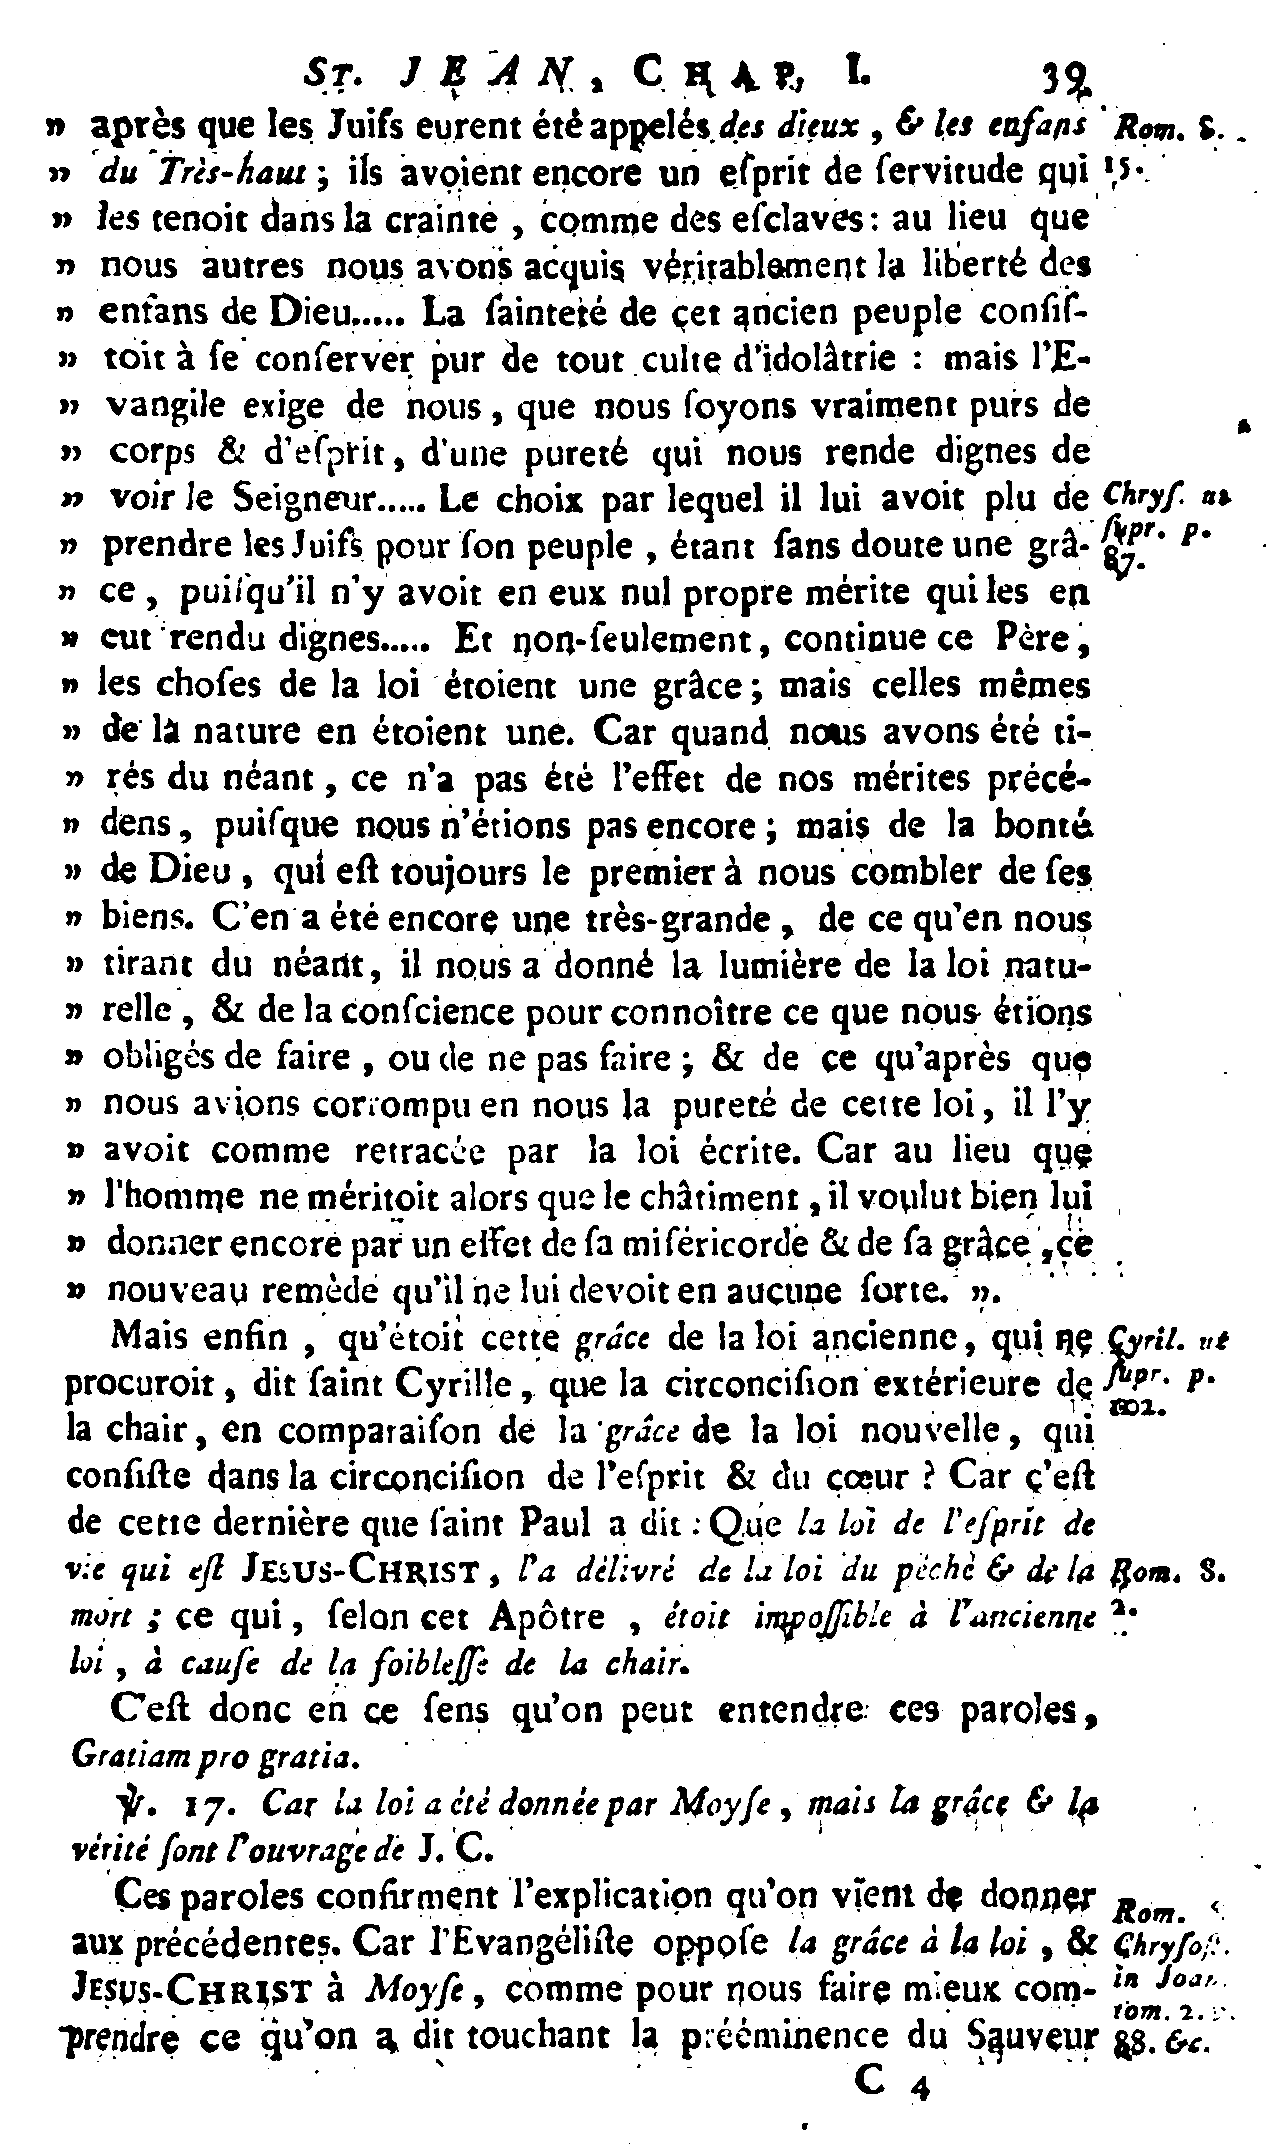 ST. JEAN, CHAP. I. 39
» après que les Juifs eurent été appelés des dieux, & les enfans Rom. 8.
» du Très-haut ; ils avoient encore un eſprit de ſervitude qui 15.
» les tenoit dans la crainte , comme des eſclaves : au lieu que
» nous autres nous avons acquis véritablement la liberté des
» enfans de Dieu..... La ſainteté de cet ancien peuple conſiſ-
» toit à ſe conſerver pur de tout culte d'idolâtrie : mais l'E-
» vangile exige de nous , que nous ſoyons vraiment purs de
» corps & d'eſprit, d'une pureté qui nous rende dignes de
» voir le Seigneur..... Le choix par lequel il lui avoit plu de Chryſ. ut
» prendre les Juifs pour ſon peuple , étant ſans doute une grâ- ſupr. p.
87.
» ce , puiſqu'il n'y avoit en eux nul propre mérite qui les en
» eut rendu dignes..... Et non-ſeulement, continue ce Père ,
» les choſes de la loi étoient une grâce ; mais celles mêmes
» de la nature en étoient une. Car quand nous avons été ti-
» rés du néant , ce n'a pas été l'effet de nos mérites précé-
» dens , puiſque nous n'étions pas encore ; mais de la bonté
» de Dieu , qui eſt toujours le premier à nous combler de ſes
» biens. C'en a été encore une très-grande , de ce qu'en nous
» tirant du néant, il nous a donné la lumière de la loi natu-
» relle , & de la conſcience pour connoître ce que nous étions
» obligés de faire , ou de ne pas faire ; & de ce qu'après que
» nous avions corrompu en nous la pureté de cette loi , il l'y
» avoit comme retracée par la loi écrite. Car au lieu que
» l'homme ne méritoit alors que le châtiment , il voulut bien lui
» donner encore par un effet de ſa miſéricorde & de ſa grâce , ce
» nouveau remède qu'il ne lui devoit en aucune ſorte. ».
Mais enfin , qu'étoit cette grâce de la loi ancienne, qui ne Cyril. ut
procuroit , dit ſaint Cyrille , que la circonciſion extérieure de ſupr. p.
102.
la chair , en comparaiſon de la grâce de la loi nouvelle , qui
conſiſte dans la circonciſion de l'eſprit & du cœur ? Car c'eſt
de cette dernière que ſaint Paul a dit : Que la loi de l'eſprit de
vie qui eſt JESUS-CHRIST , l'a délivré de la loi du péché & de la Rom. 8.
mort ; ce qui , ſelon cet Apôtre , étoit impoſſible à l'ancienne 2.
loi , à cauſe de la foibleſſe de la chair.
C'eſt donc en ce ſens qu'on peut entendre ces paroles ,
Gratiam pro gratia.
℣. 17. Car la loi a été donnée par Moyſe , mais la grâce & la
vérité ſont l'ouvrage de J. C.
Ces paroles confirment l'explication qu'on vient de donner Rom.
aux précédentes. Car l'Evangéliſte oppoſe la grâce à la loi , & Chryſoſt.
JESUS-CHRIST à Moyſe , comme pour nous faire mieux com- in Joan.
tom. 2. p.
prendre ce qu'on a dit touchant la prééminence du Sauveur 88. &c.
C 4